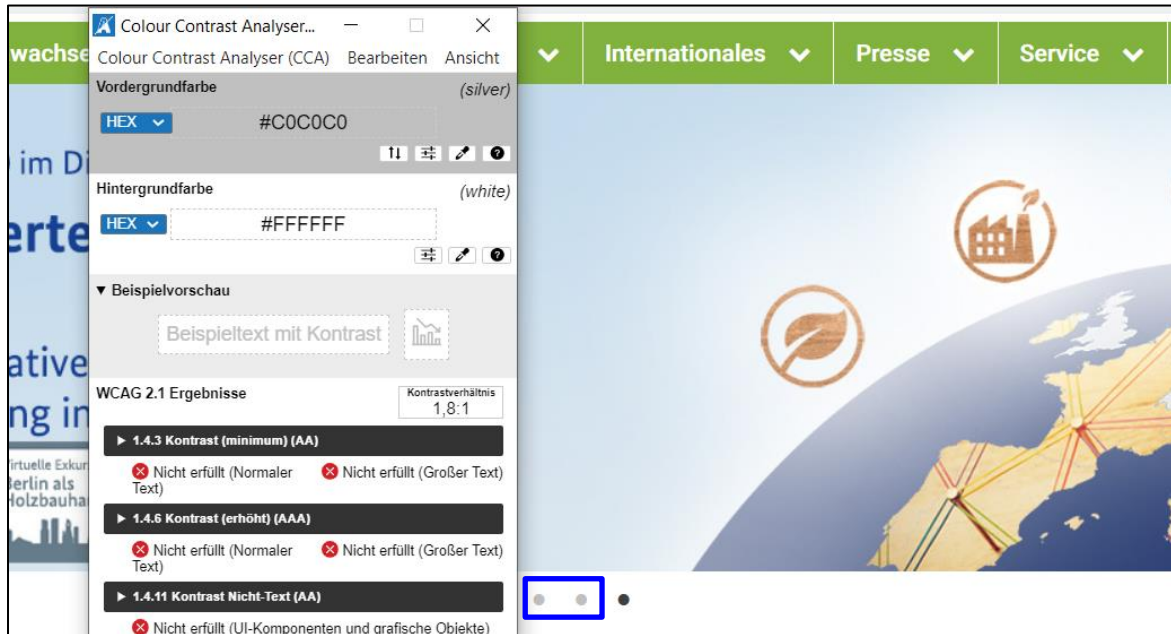 Colour Contrast Analyser...
Colour Contrast Analyser (CCA) Bearbeiten Ansicht
Vordergrundfarbe (silver)
HEX #C0C0C0
Hintergrundfarbe (white)
HEX #FFFFFF
▼ Beispielvorschau
Beispieltext mit Kontrast
WCAG 2.1 Ergebnisse
Kontrastverhältnis
1,8:1
▶ 1.4.3 Kontrast (minimum) (AA)
Nicht erfüllt (Normaler Nicht erfüllt (Großer Text)
Text)
▶ 1.4.6 Kontrast (erhöht) (AAA)
Nicht erfüllt (Normaler Nicht erfüllt (Großer Text)
Text)
▶ 1.4.11 Kontrast Nicht-Text (AA)
Nicht erfüllt (UI-Komponenten und grafische Objekte)
wachse
Internationales Presse Service
im Di
erte
ative
ng in
irtuelle Exkur
Berlin als
Holzbauha